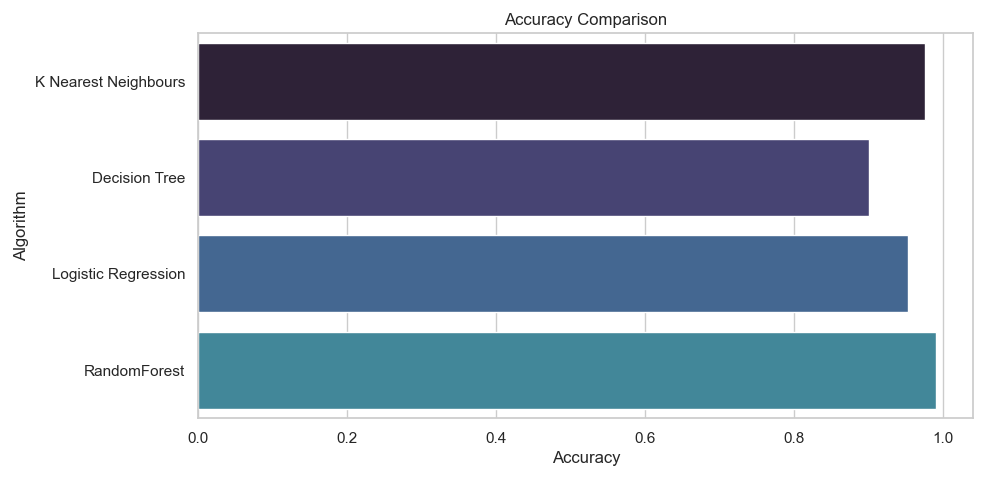 Accuracy Comparison
K Nearest Neighbours
Decision Tree
Logistic Regression
RandomForest
Algorithm
0.0 0.2 0.4 0.6 0.8 1.0
Accuracy